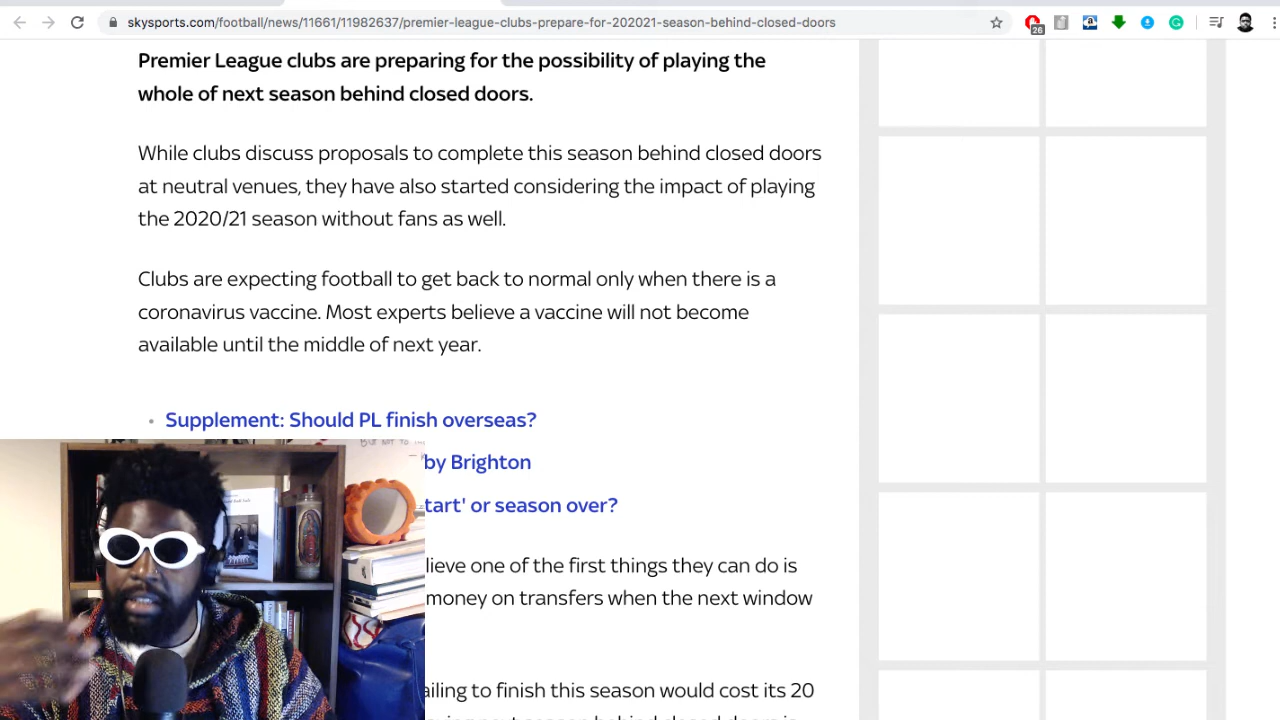 skysports.com/football/news/11661/11982637/premier-league-clubs-prepare-for-202021-season-behind-closed-doors
26
Premier League clubs are preparing for the possibility of playing the
whole of next season behind closed doors.
While clubs discuss proposals to complete this season behind closed doors
at neutral venues, they have also started considering the impact of playing
the 2020/21 season without fans as well.
Clubs are expecting football to get back to normal only when there is a
coronavirus vaccine. Most experts believe a vaccine will not become
available until the middle of next year.
Supplement: Should PL finish overseas?
by Brighton
tart' or season over?
lieve one of the first things they can do is
money on transfers when the next window
ailing to finish this season would cost its 20